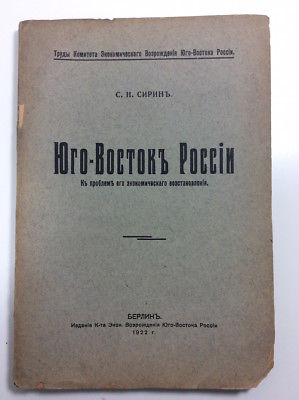 Труды Комитета Экономическаго Возрожденія Юго-Востока Россіи.
С. Н. СИРИНЪ.
Юго-Востокъ Россіи
Къ проблемѣ его экономическаго возстановленія.
БЕРЛИНЪ.
Изданіе К-та Экон. Возрожденія Юго-Востока Россіи
1922 г.